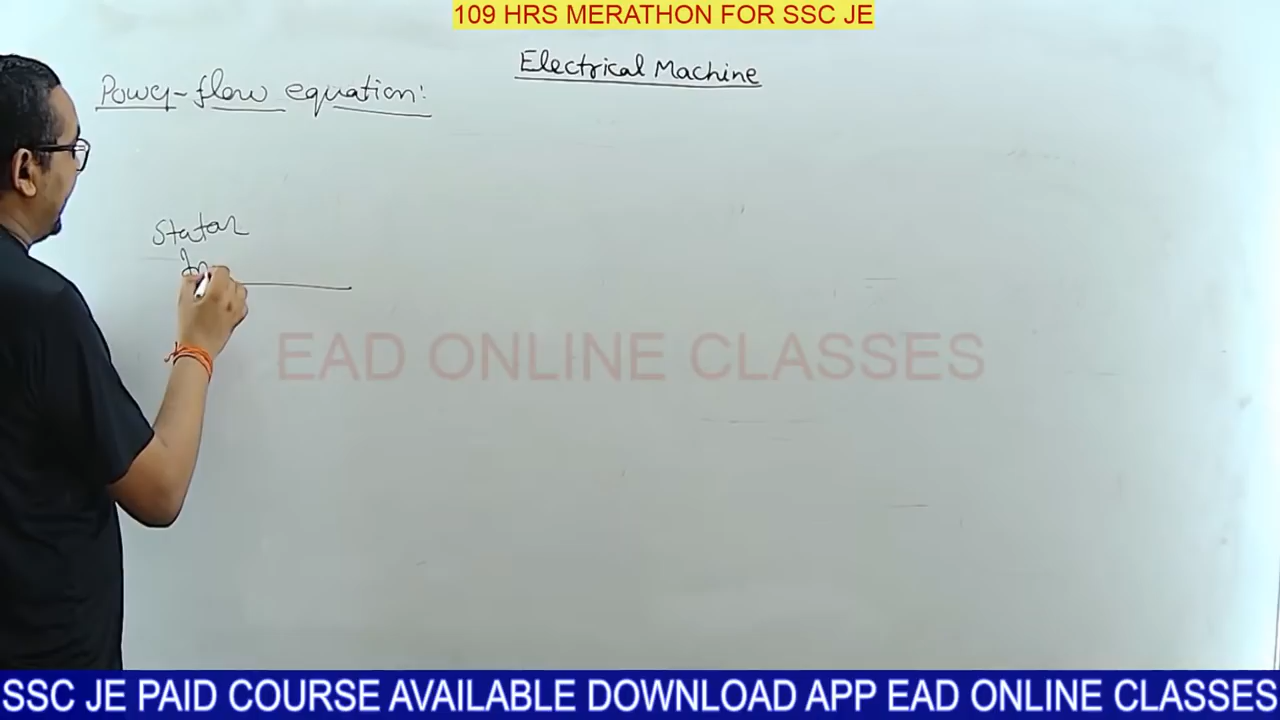 109 HRS MERATHON FOR SSC JE
Electrical Machine
Power-flow equation:
Stator
In
EAD ONLINE CLASSES
SSC JE PAID COURSE AVAILABLE DOWNLOAD APP EAD ONLINE CLASSES